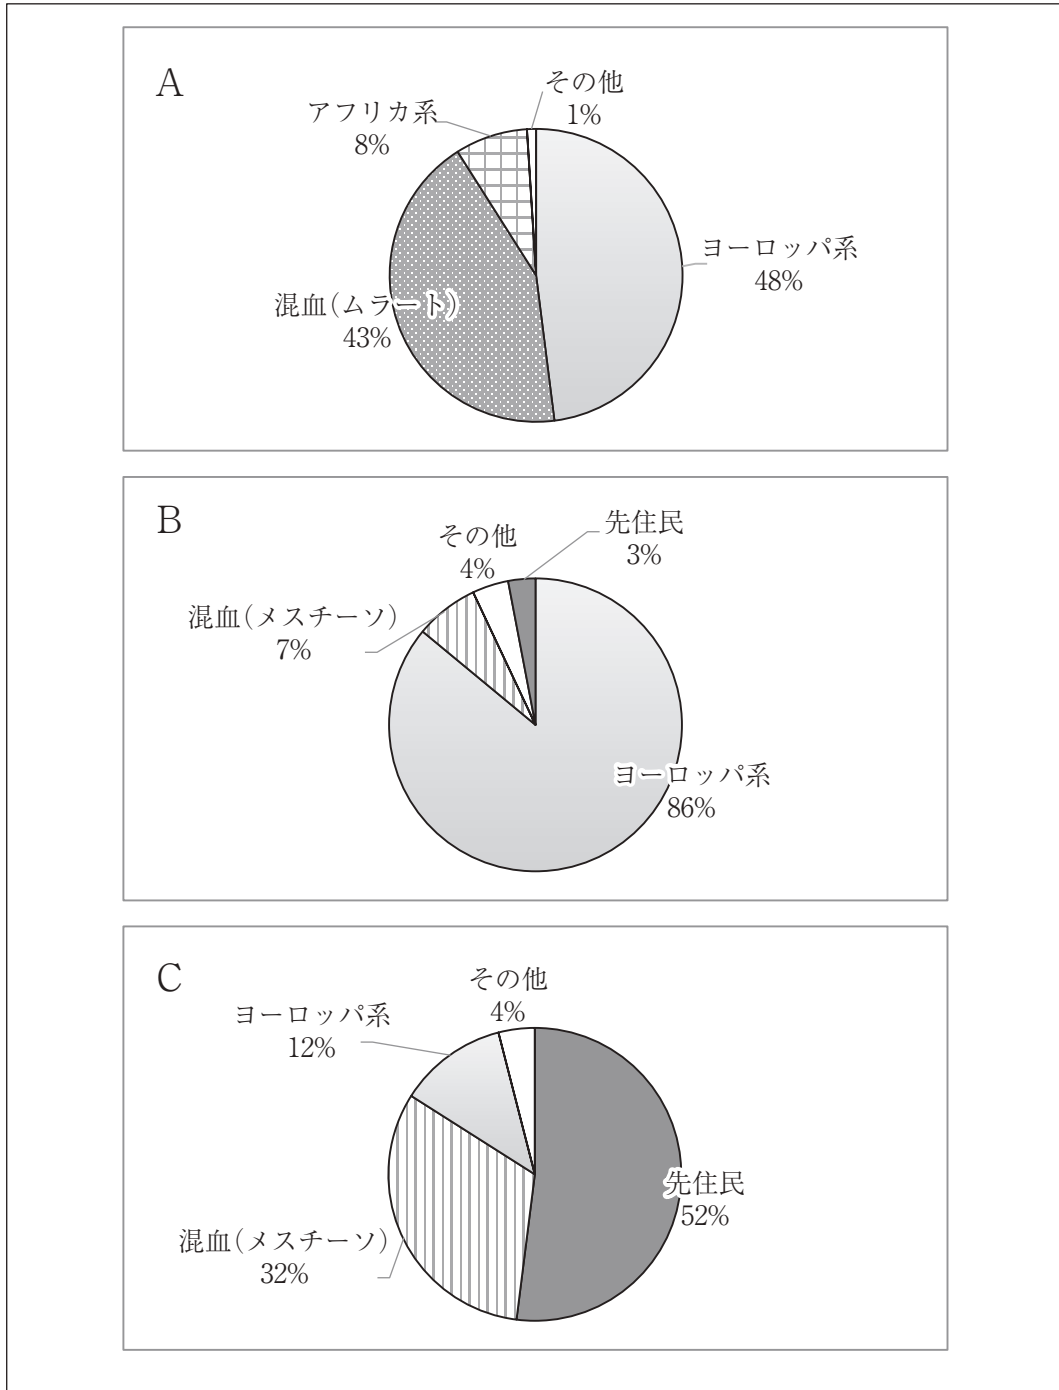 A
その他
1%
アフリカ系
8%
ヨーロッパ系
48%
混血(ムラート)
43%
B
その他
4%
先住民
3%
混血(メスチーソ)
7%
ヨーロッパ系
86%
C
その他
4%
ヨーロッパ系
12%
先住民
52%
混血(メスチーソ)
32%